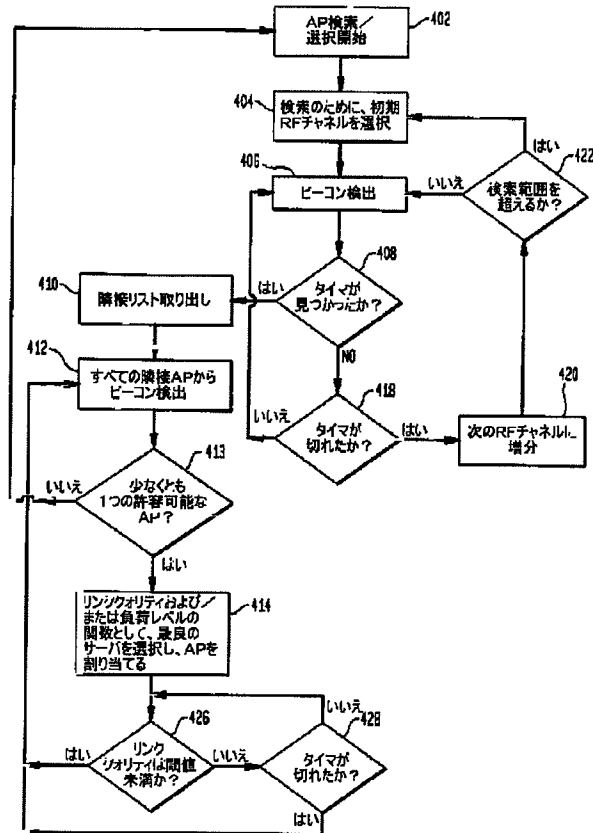 AP検索／
選択開始
402
404
検索のために、初期
RFチャネルを選択
はい
422
406
ビーコン検出
いいえ
検索範囲を
超えるか？
408
410
隣接リスト取り出し
はい
タイマが
見つかったか？
412
すべての隣接APから
ビーコン検出
NO
418
420
いいえ
タイマが
切れたか？
はい
次のRFチャネルに
増分
413
いいえ
少なくとも
1つの許容可能な
AP？
はい
リンククォリティおよび／
または負荷レベルの
関数として、最良の
サーバを選択し、APを
割り当てる
414
いいえ
426
428
はい
リンク
クォリティは閾値
未満か？
いいえ
タイマが
切れたか？
はい